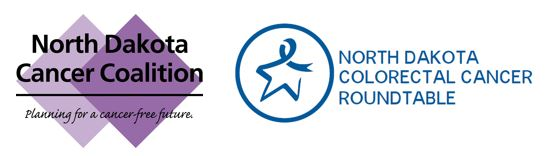 North Dakota
Cancer Coalition
Planning for a cancer-free future.
NORTH DAKOTA
COLORECTAL CANCER
ROUNDTABLE